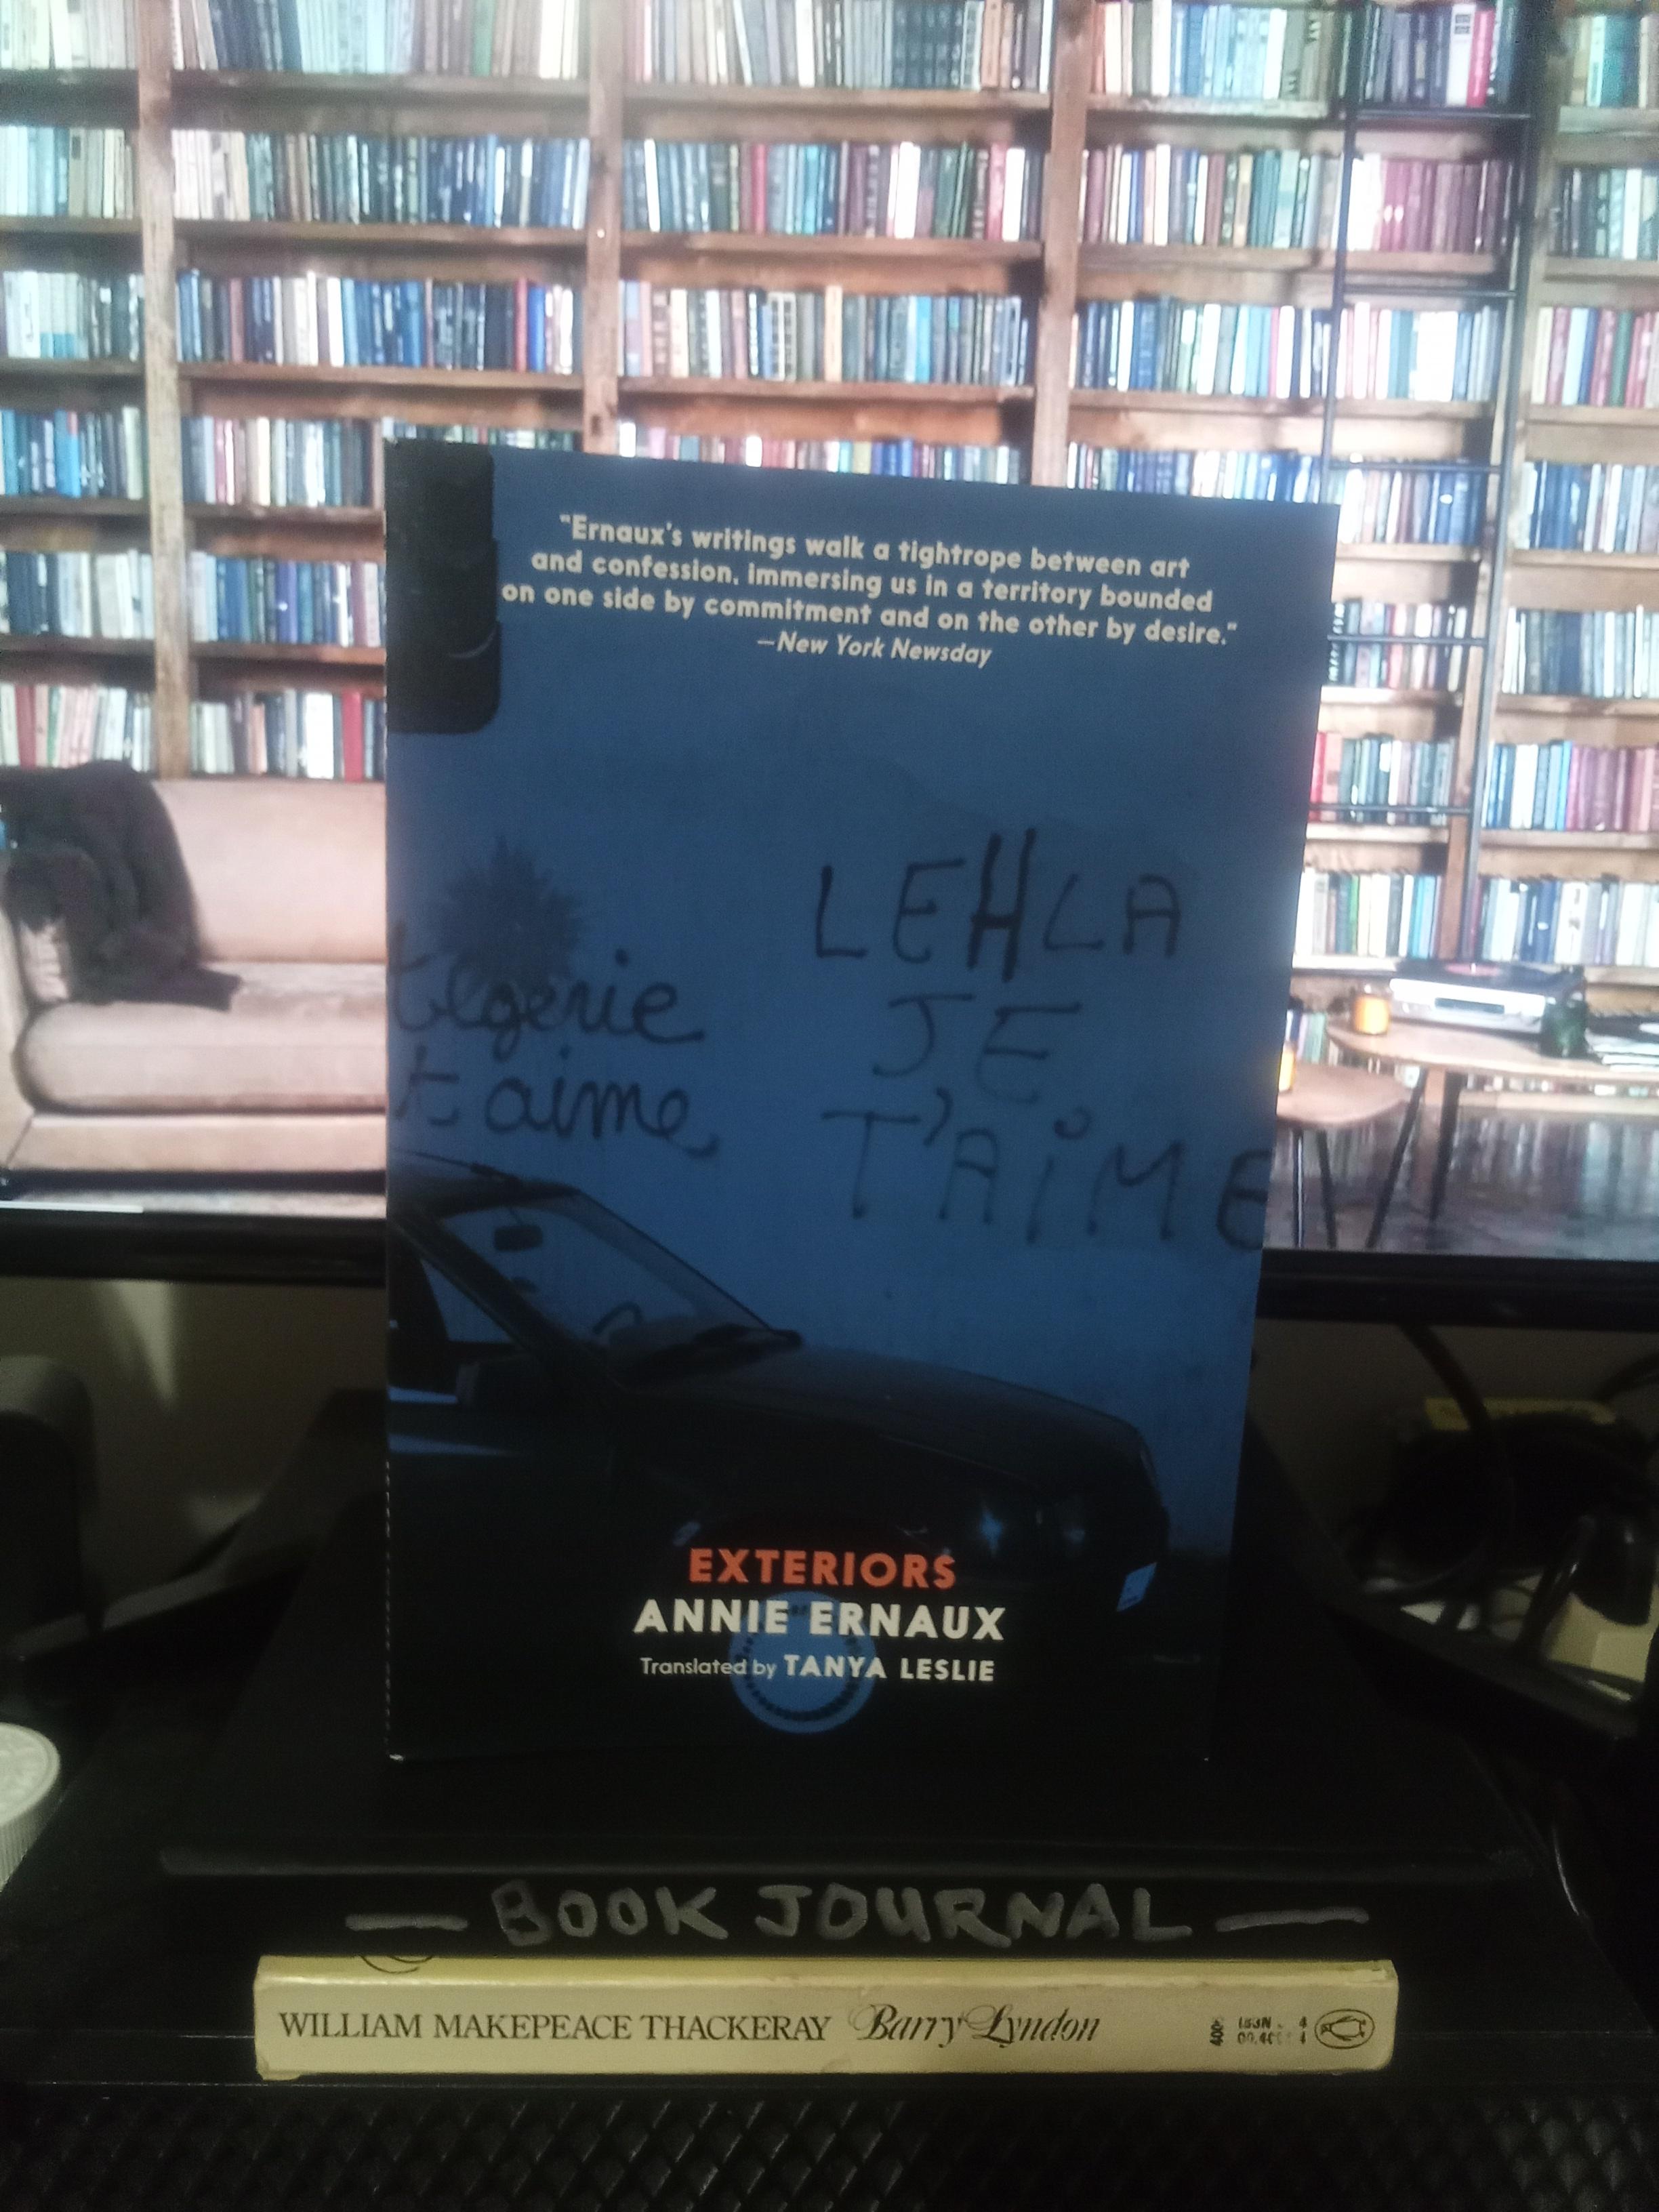 "Ernaux's writings walk a tightrope between art
and confession, immersing us in a territory bounded
on one side by commitment and on the other by desire."
—New York Newsday
LEHLA
JE
T'AiME
t'aime
EXTERIORS
ANNIE ERNAUX
Translated by TANYA LESLIE
— BOOK JOURNAL —
WILLIAM MAKEPEACE THACKERAY Barry Lyndon